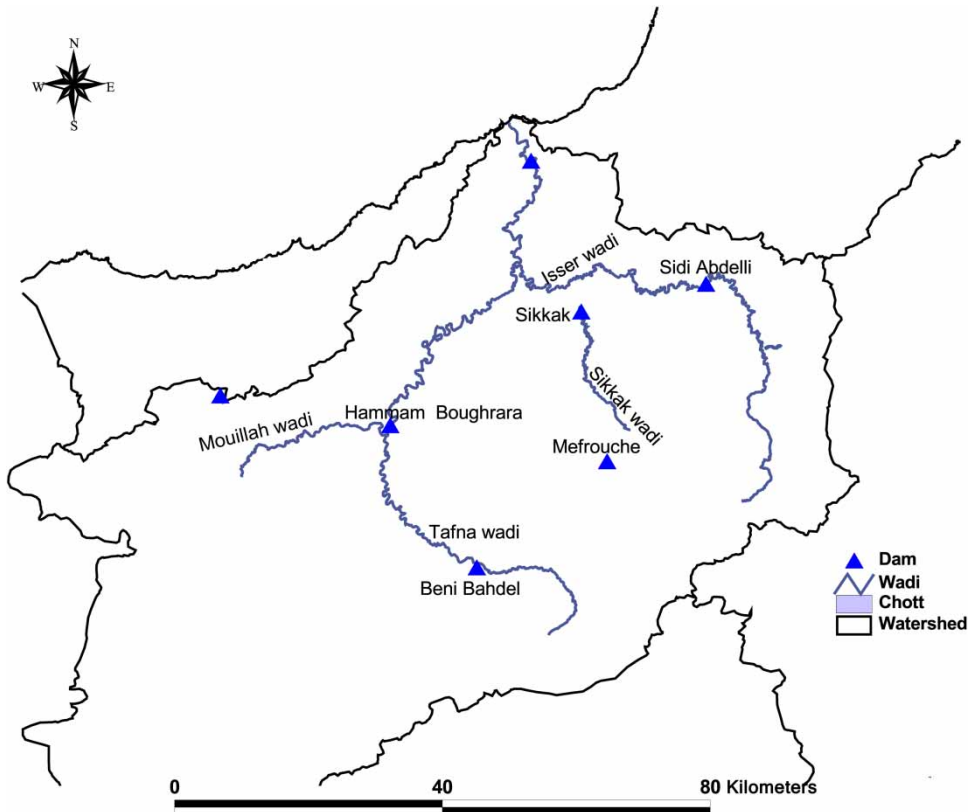 N
W E
S
Isser wadi
Sidi Abdelli
Sikkak
Sikkak wadi
Hammam Boughrara
Mouillah wadi
Mefrouche
Tafna wadi
Beni Bahdel
Dam
Wadi
Chott
Watershed
0 40 80 Kilometers